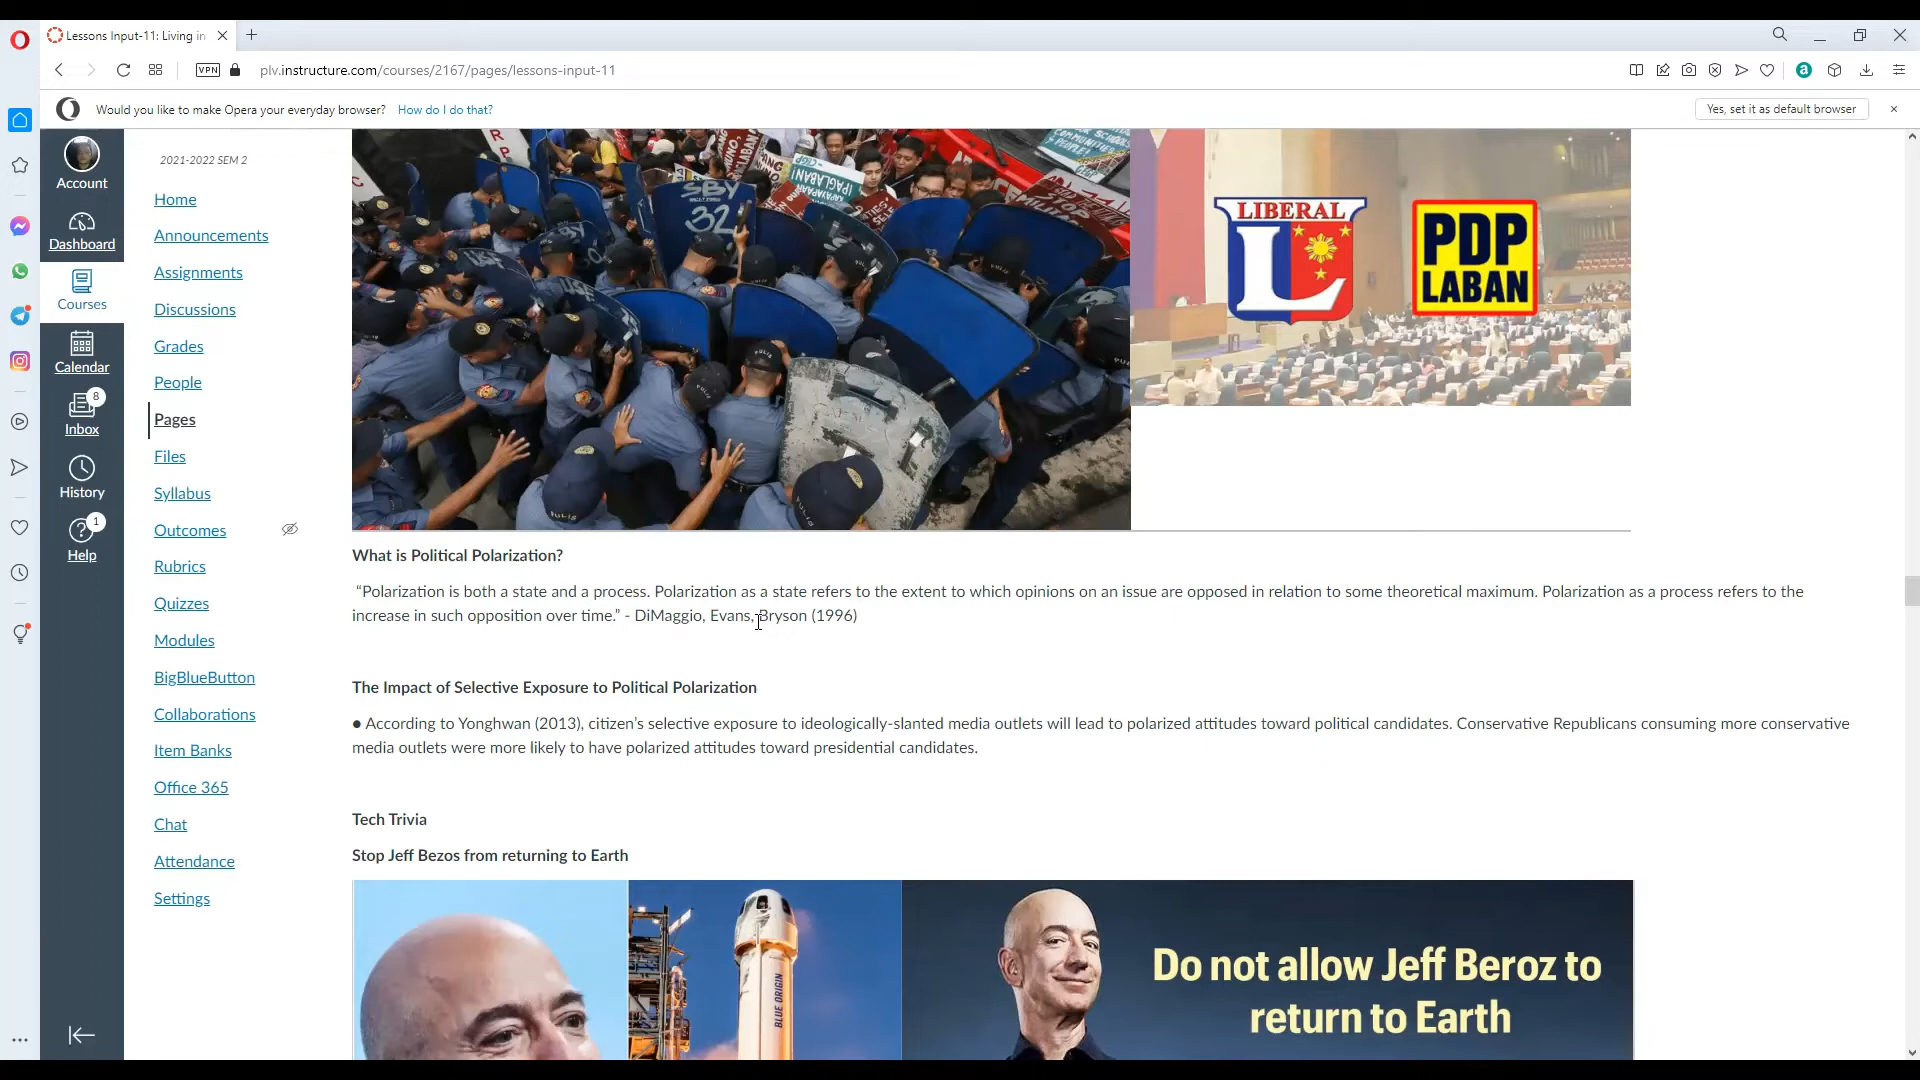 Lessons Input-11: Living in
VPN
plv.instructure.com/courses/2167/pages/lessons-input-11
a
Would you like to make Opera your everyday browser? How do I do that?
Yes, set it as default browser
Account
Dashboard
Courses
Calendar
8
Inbox
History
1
Help
2021-2022 SEM 2
Home
Announcements
Assignments
Discussions
Grades
People
Pages
Files
Syllabus
Outcomes
Rubrics
Quizzes
Modules
BigBlueButton
Collaborations
Item Banks
Office 365
Chat
Attendance
Settings
SBY
32
IPAGLABAN!
PULIS
LIBERAL
L
PDP
LABAN
What is Political Polarization?
“Polarization is both a state and a process. Polarization as a state refers to the extent to which opinions on an issue are opposed in relation to some theoretical maximum. Polarization as a process refers to the
increase in such opposition over time.” - DiMaggio, Evans, Bryson (1996)
The Impact of Selective Exposure to Political Polarization
● According to Yonghwan (2013), citizen’s selective exposure to ideologically-slanted media outlets will lead to polarized attitudes toward political candidates. Conservative Republicans consuming more conservative
media outlets were more likely to have polarized attitudes toward presidential candidates.
Tech Trivia
Stop Jeff Bezos from returning to Earth
BLUE ORIGIN
Do not allow Jeff Beroz to
return to Earth